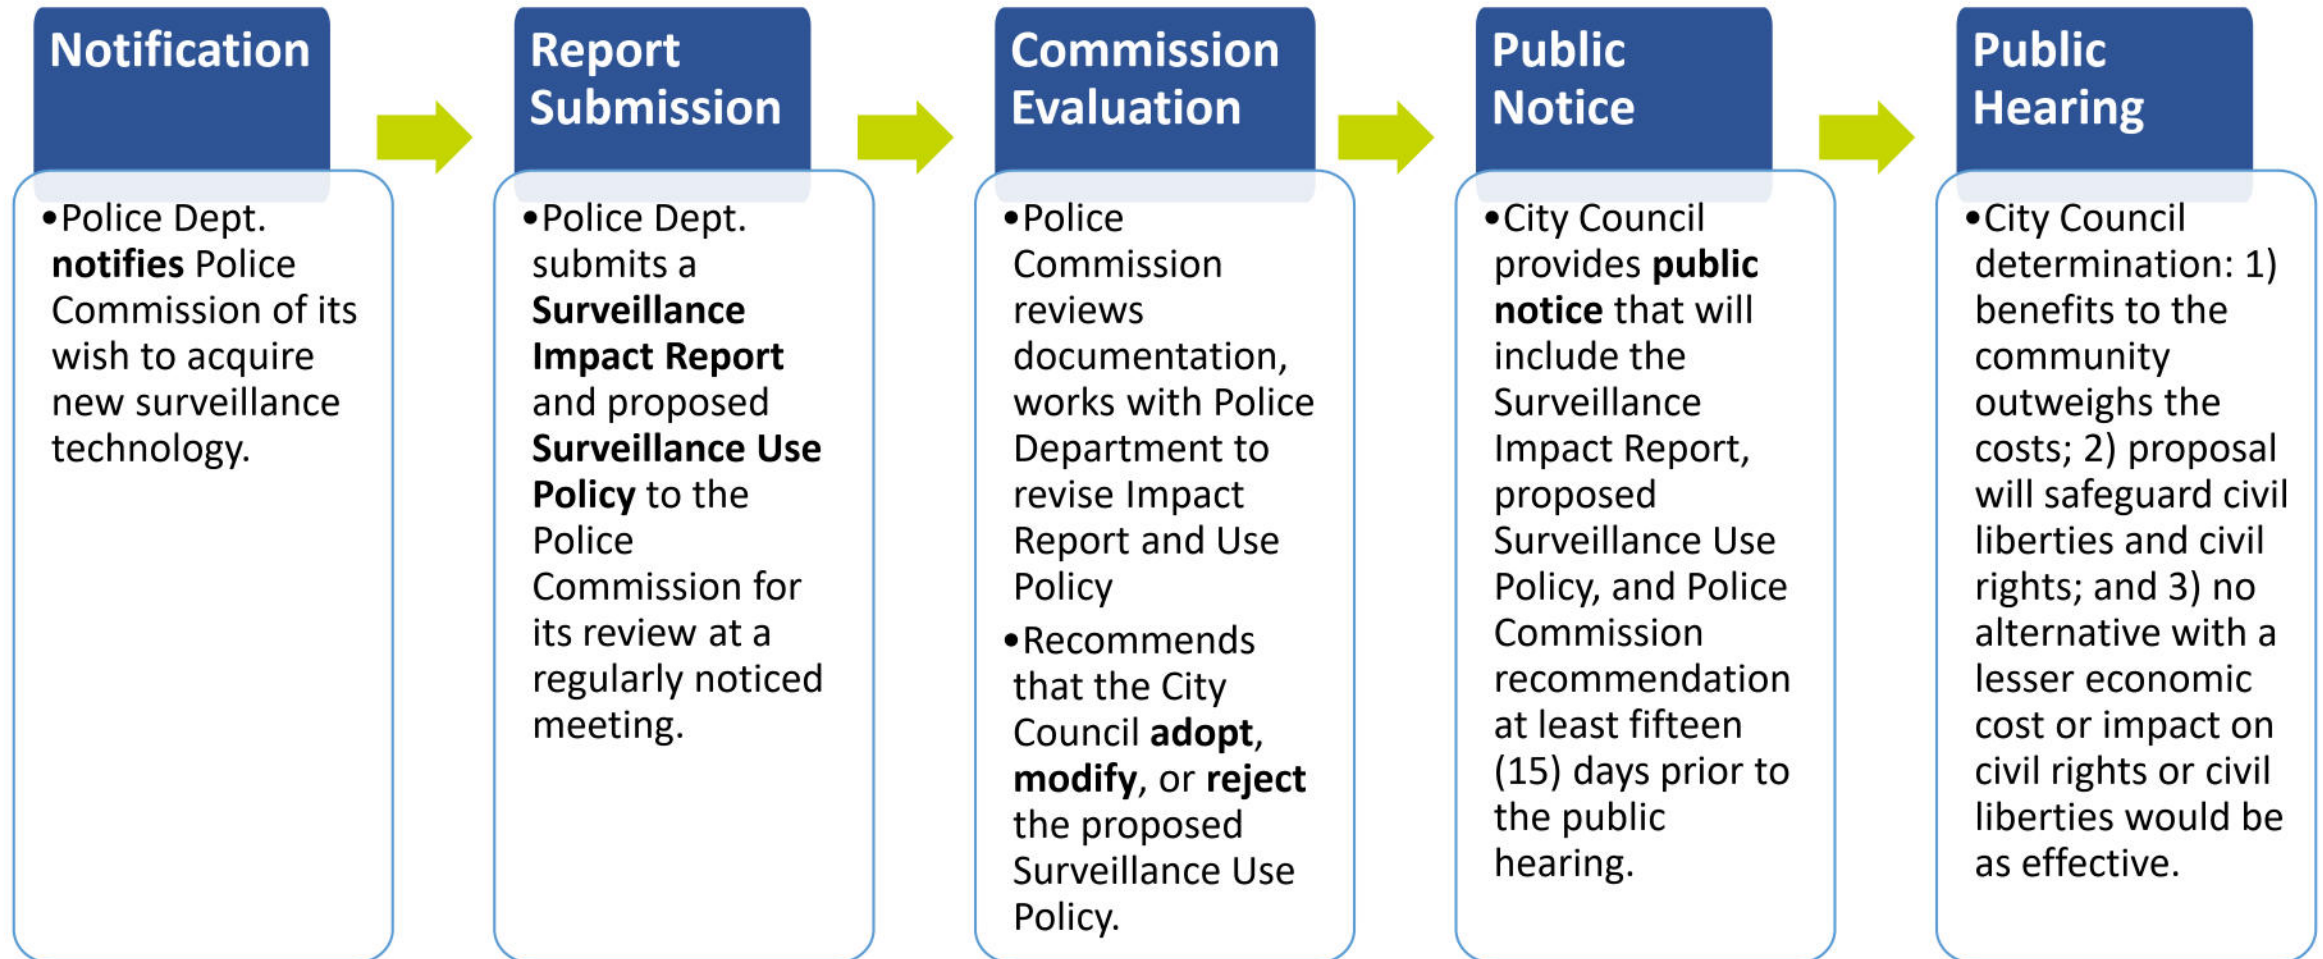 Notification
•Police Dept.
notifies Police
Commission of its
wish to acquire
new surveillance
technology.
Report
Submission
•Police Dept.
submits a
Surveillance
Impact Report
and proposed
Surveillance Use
Policy to the
Police
Commission for
its review at a
regularly noticed
meeting.
Commission
Evaluation
•Police
Commission
reviews
documentation,
works with Police
Department to
revise Impact
Report and Use
Policy
•Recommends
that the City
Council adopt,
modify, or reject
the proposed
Surveillance Use
Policy.
Public
Notice
•City Council
provides public
notice that will
include the
Surveillance
Impact Report,
proposed
Surveillance Use
Policy, and Police
Commission
recommendation
at least fifteen
(15) days prior to
the public
hearing.
Public
Hearing
•City Council
determination: 1)
benefits to the
community
outweighs the
costs; 2) proposal
will safeguard civil
liberties and civil
rights; and 3) no
alternative with a
lesser economic
cost or impact on
civil rights or civil
liberties would be
as effective.